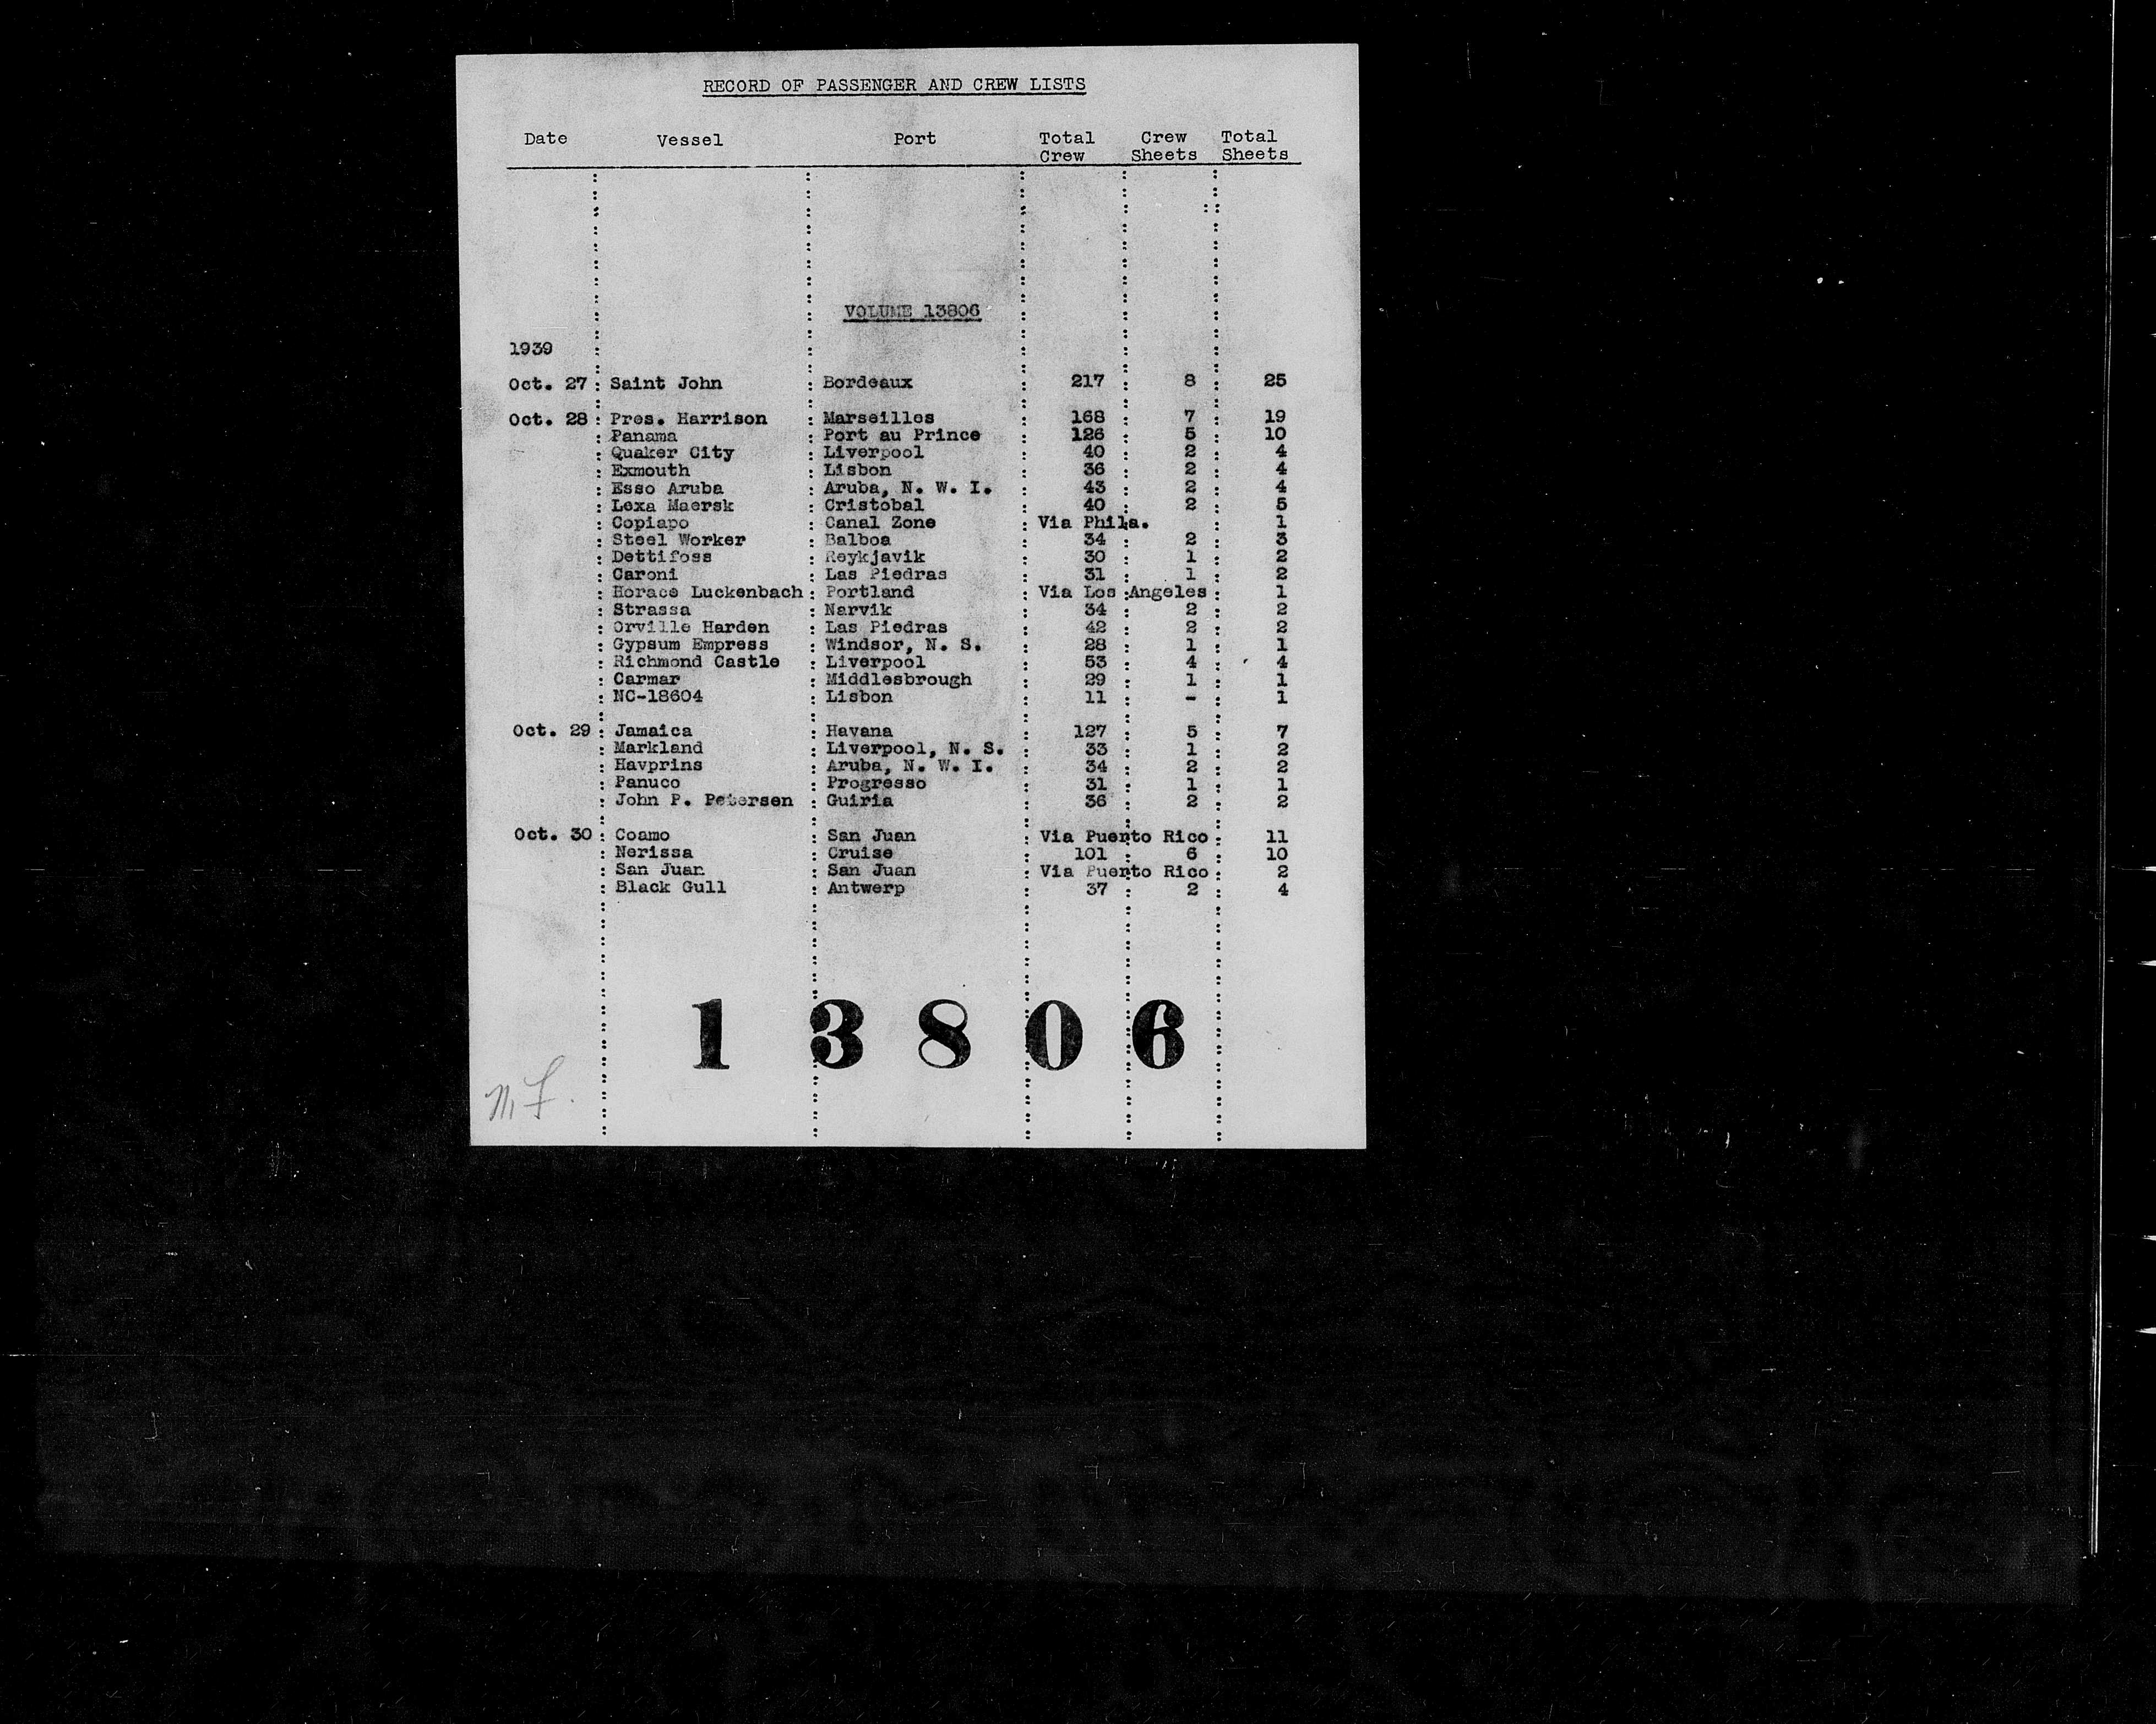 RECORD OF PASSENGER AND CREW LISTS
Date Vessel Port Total Crew Total
Crew Sheets Sheets
VOLUME 13806
1939
Oct. 27 : Saint John : Bordeaux : 217 : 8 : 25
Oct. 28 : Pres. Harrison : Marseilles : 168 : 7 : 19
: Panama : Port au Prince : 126 : 5 : 10
: Quaker City : Liverpool : 40 : 2 : 4
: Exmouth : Lisbon : 36 : 2 : 4
: Esso Aruba : Aruba, N. W. I. : 43 : 2 : 4
: Lexa Maersk : Cristobal : 40 : 2 : 5
: Copiapo : Canal Zone : Via Phila. : 1
: Steel Worker : Balboa : 34 : 2 : 3
: Dettifoss : Reykjavik : 30 : 1 : 2
: Caroni : Las Piedras : 31 : 1 : 2
: Horace Luckenbach : Portland : Via Los Angeles : 1
: Strassa : Narvik : 34 : 2 : 2
: Orville Harden : Las Piedras : 42 : 2 : 2
: Gypsum Empress : Windsor, N. S. : 28 : 1 : 1
: Richmond Castle : Liverpool : 53 : 4 : 4
: Carmar : Middlesbrough : 29 : 1 : 1
: NC-18604 : Lisbon : 11 : - : 1
Oct. 29 : Jamaica : Havana : 127 : 5 : 7
: Markland : Liverpool, N. S. : 33 : 1 : 2
: Havprins : Aruba, N. W. I. : 34 : 2 : 2
: Panuco : Progresso : 31 : 1 : 1
: John P. Petersen : Guiria : 36 : 2 : 2
Oct. 30 : Coamo : San Juan : Via Puerto Rico : 11
: Nerissa : Cruise : 101 : 6 : 10
: San Juan : San Juan : Via Puerto Rico : 2
: Black Gull : Antwerp : 37 : 2 : 4
1 3 8 0 6